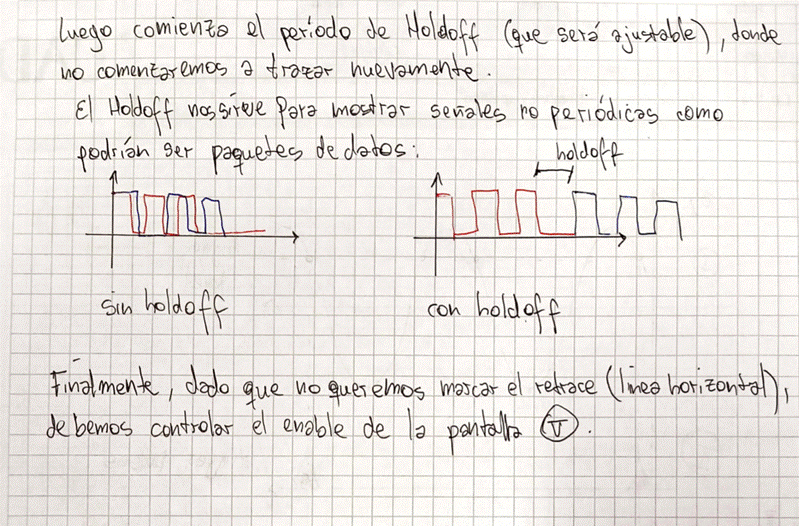 Luego comienza el período de Holdoff (que será ajustable), donde
no comenzaremos a trazar nuevamente.
El Holdoff nos sirve para mostrar señales no periódicas como
podrían ser paquetes de datos:
holdoff
sin holdoff
con holdoff
Finalmente, dado que no queremos marcar el retrace (línea horizontal),
debemos controlar el enable de la pantalla V.